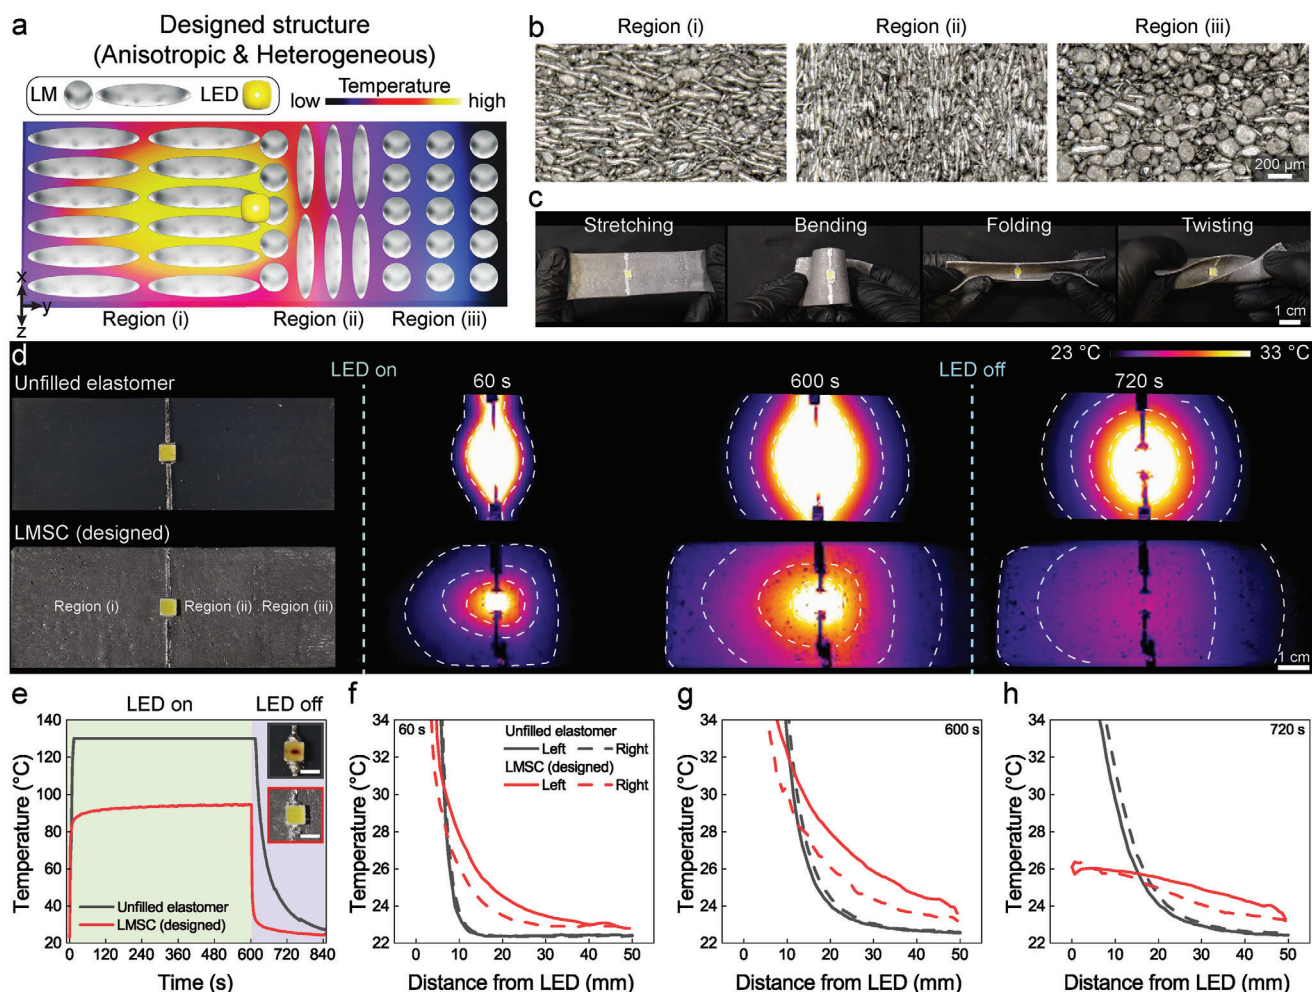 a
Designed structure
(Anisotropic & Heterogeneous)
LM
LED
Temperature
low
high
x
y
z
Region (i)
Region (ii)
Region (iii)
b
Region (i)
Region (ii)
Region (iii)
200 µm
c
Stretching
Bending
Folding
Twisting
1 cm
d
Unfilled elastomer
LED on
60 s
600 s
LED off
720 s
23 °C
33 °C
LMSC (designed)
Region (i)
Region (ii)
Region (iii)
1 cm
e
LED on
LED off
Temperature (°C)
140
120
100
80
60
40
20
Unfilled elastomer
LMSC (designed)
0 120 240 360 480 600 720 840
Time (s)
f
60 s
Unfilled elastomer
Left
Right
LMSC (designed)
Left
Right
Temperature (°C)
34
32
30
28
26
24
22
0 10 20 30 40 50
Distance from LED (mm)
g
600 s
Temperature (°C)
34
32
30
28
26
24
22
0 10 20 30 40 50
Distance from LED (mm)
h
720 s
Temperature (°C)
34
32
30
28
26
24
22
0 10 20 30 40 50
Distance from LED (mm)